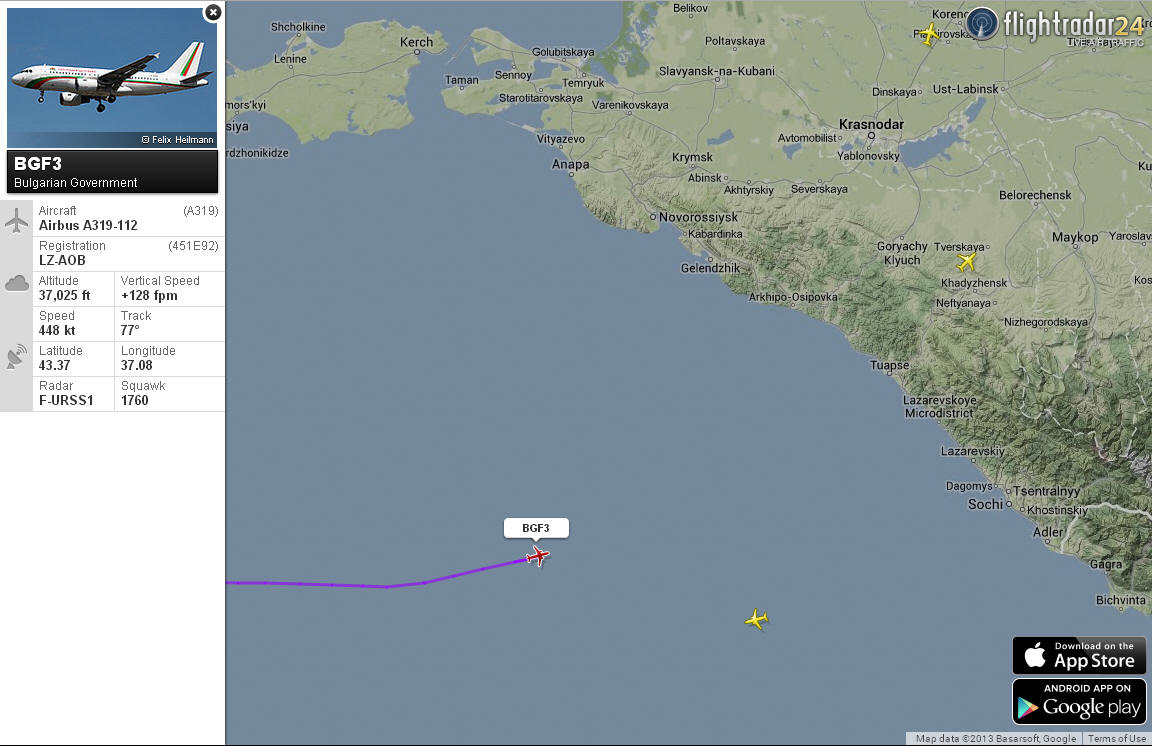 © Felix Heilmann
BGF3
Bulgarian Government
Aircraft (A319)
Airbus A319-112
Registration (451E92)
LZ-AOB
Altitude Vertical Speed
37,025 ft +128 fpm
Speed Track
448 kt 77°
Latitude Longitude
43.37 37.08
Radar Squawk
F-URSS1 1760
flightradar24
LIVE AIR TRAFFIC
Belikov
Shcholkine
Kerch
Poltavskaya
Golubitskaya
Lenine
Sennoy
Slavyansk-na-Kubani
Taman
Temryuk
Dinskaya
Ust-Labinsk
Starotitarovskaya
Varenikovskaya
mors'kyi
siya
Krasnodar
Vityazevo
Avtomobilist
rdzhonikidze
Krymsk
Yablonovsky
Anapa
Abinsk
Akhtyrskiy
Severskaya
Belorechensk
Novorossiysk
Kabardinka
Maykop
Yaroslav
Goryachy
Klyuch
Tverskaya
Gelendzhik
Khadyzhensk
Kos
Arkhipo-Osipovka
Neftyanaya
Nizhegorodskaya
Tuapse
Lazarevskoye
Microdistrict
Lazarevskiy
Dagomys
Tsentralnyy
Sochi
Khostinskiy
BGF3
Adler
Gagra
Bichvinta
Download on the
App Store
ANDROID APP ON
Google play
Map data ©2013 Basarsoft, Google
Terms of Use